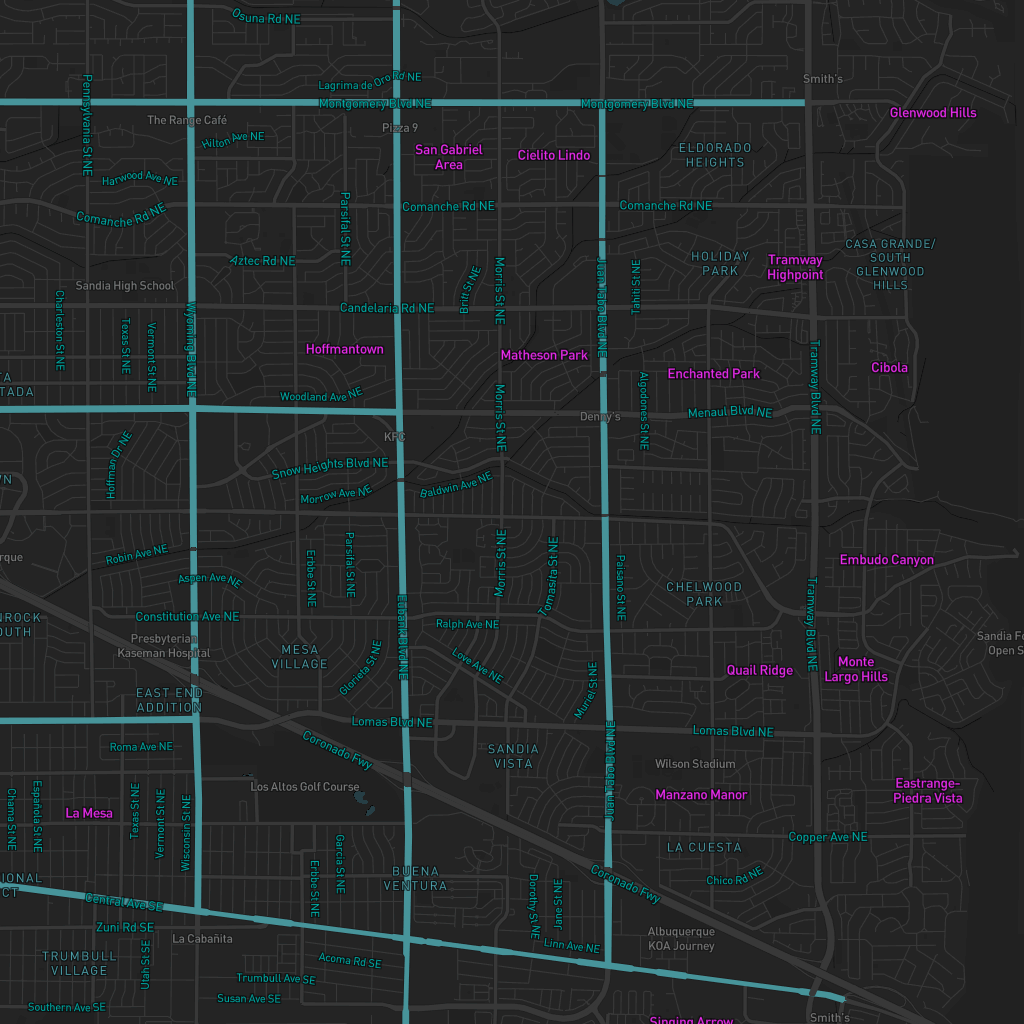 Osuna Rd NE
Lagrima de Oro Rd NE
Smith's
Montgomery Blvd NE
Montgomery Blvd NE
Glenwood Hills
Pennsylvania St NE
The Range Café
Pizza 9
Hilton Ave NE
San Gabriel
Area
Cielito Lindo
ELDORADO
HEIGHTS
Harwood Ave NE
Comanche Rd NE
Parsifal St NE
Comanche Rd NE
Comanche Rd NE
Aztec Rd NE
HOLIDAY
PARK
Tramway
Highpoint
CASA GRANDE/
SOUTH
GLENWOOD
HILLS
Sandia High School
Britt St NE
Morris St NE
Juan Tabo Blvd NE
Tahiti St NE
Candelaria Rd NE
Charleston St NE
Texas St NE
Vermont St NE
Wyoming Blvd NE
Hoffmantown
Matheson Park
Enchanted Park
Cibola
Tramway Blvd NE
TA
TADA
Woodland Ave NE
Morris St NE
Denny's
Algodones St NE
Menaul Blvd NE
KFC
Hoffman Dr NE
Snow Heights Blvd NE
Morrow Ave NE
Baldwin Ave NE
WN
rque
Robin Ave NE
Aspen Ave NE
Erbbe St NE
Parsifal St NE
Morris St NE
Tomasita St NE
Paisano St NE
Embudo Canyon
CHELWOOD
PARK
Tramway Blvd NE
NROCK
OUTH
Constitution Ave NE
Presbyterian
Kaseman Hospital
Eubank Blvd NE
Ralph Ave NE
MESA
VILLAGE
Glorieta St NE
Love Ave NE
Muriel St NE
Quail Ridge
Monte
Largo Hills
Sandia Fo
Open S
EAST END
ADDITION
Lomas Blvd NE
Lomas Blvd NE
Roma Ave NE
Coronado Fwy
SANDIA
VISTA
Juan Tabo Blvd NE
Wilson Stadium
Los Altos Golf Course
Manzano Manor
Eastrange-
Piedra Vista
Chama St NE
Española St NE
La Mesa
Texas St NE
Vermont St NE
Wisconsin St NE
Copper Ave NE
LA CUESTA
Erbbe St NE
Garcia St NE
BUENA
VENTURA
Dorothy St NE
Jane St NE
Coronado Fwy
Chico Rd NE
IONAL
CT
Central Ave SE
Zuni Rd SE
La Cabañita
Linn Ave NE
Albuquerque
KOA Journey
TRUMBULL
VILLAGE
Utah St SE
Acoma Rd SE
Trumbull Ave SE
Southern Ave SE
Susan Ave SE
Singing Arrow
Smith's